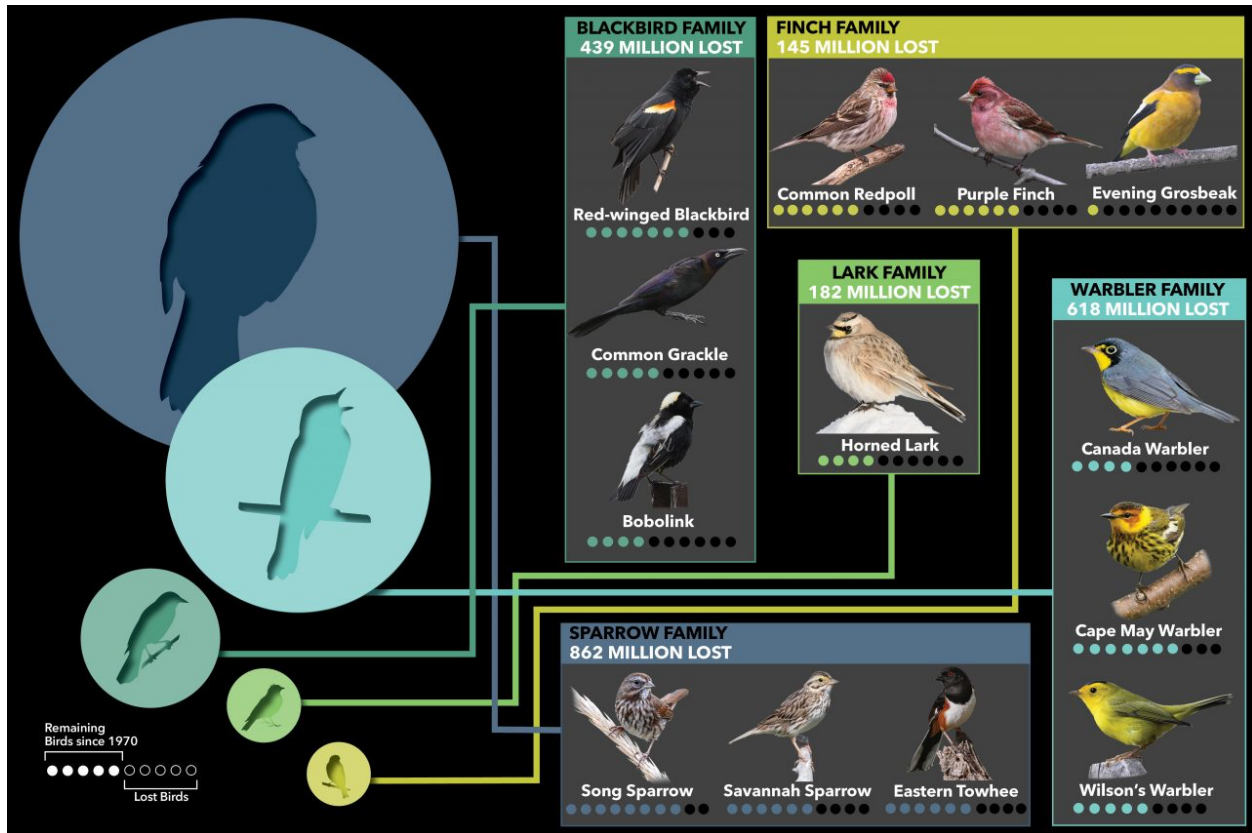 BLACKBIRD FAMILY
439 MILLION LOST
Red-winged Blackbird
Common Grackle
Bobolink
FINCH FAMILY
145 MILLION LOST
Common Redpoll
Purple Finch
Evening Grosbeak
LARK FAMILY
182 MILLION LOST
Horned Lark
WARBLER FAMILY
618 MILLION LOST
Canada Warbler
Cape May Warbler
Wilson's Warbler
SPARROW FAMILY
862 MILLION LOST
Song Sparrow
Savannah Sparrow
Eastern Towhee
Remaining
Birds since 1970
Lost Birds